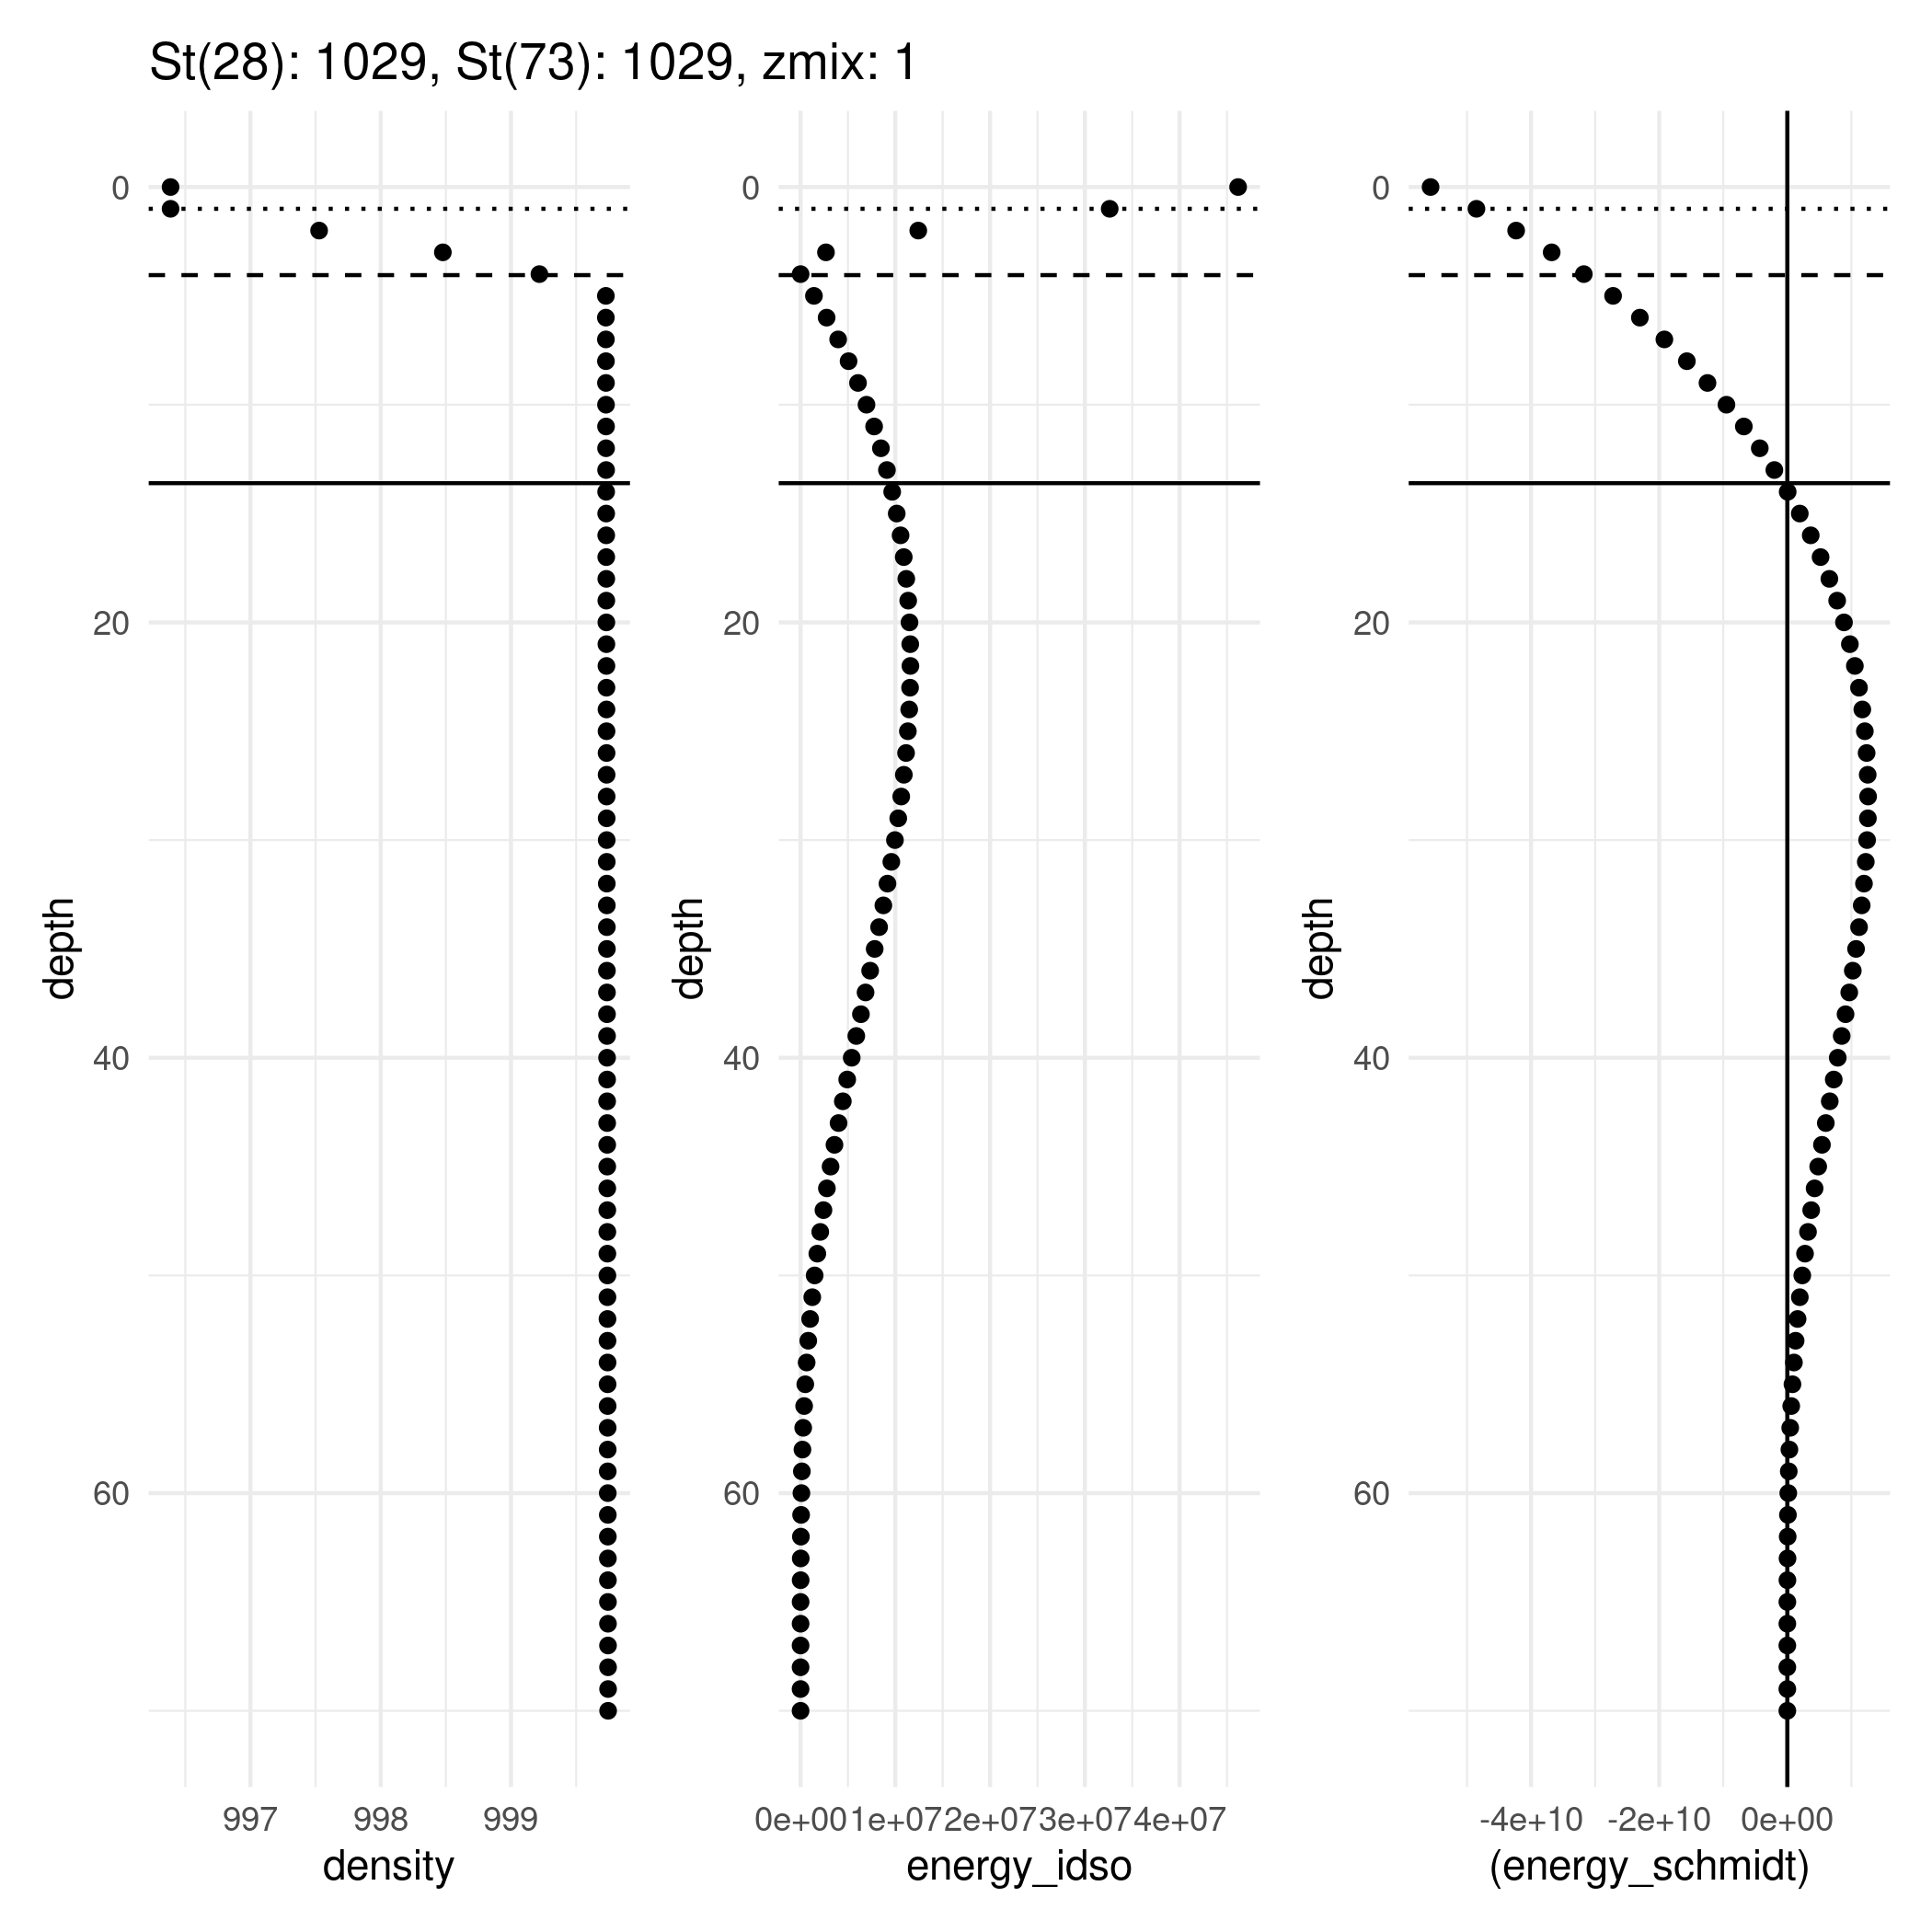 St(28): 1029, St(73): 1029, zmix: 1
depth
0
20
40
60
997 998 999
density
depth
0
20
40
60
0e+001e+072e+073e+074e+07
energy_idso
depth
0
20
40
60
-4e+10 -2e+10 0e+00
(energy_schmidt)